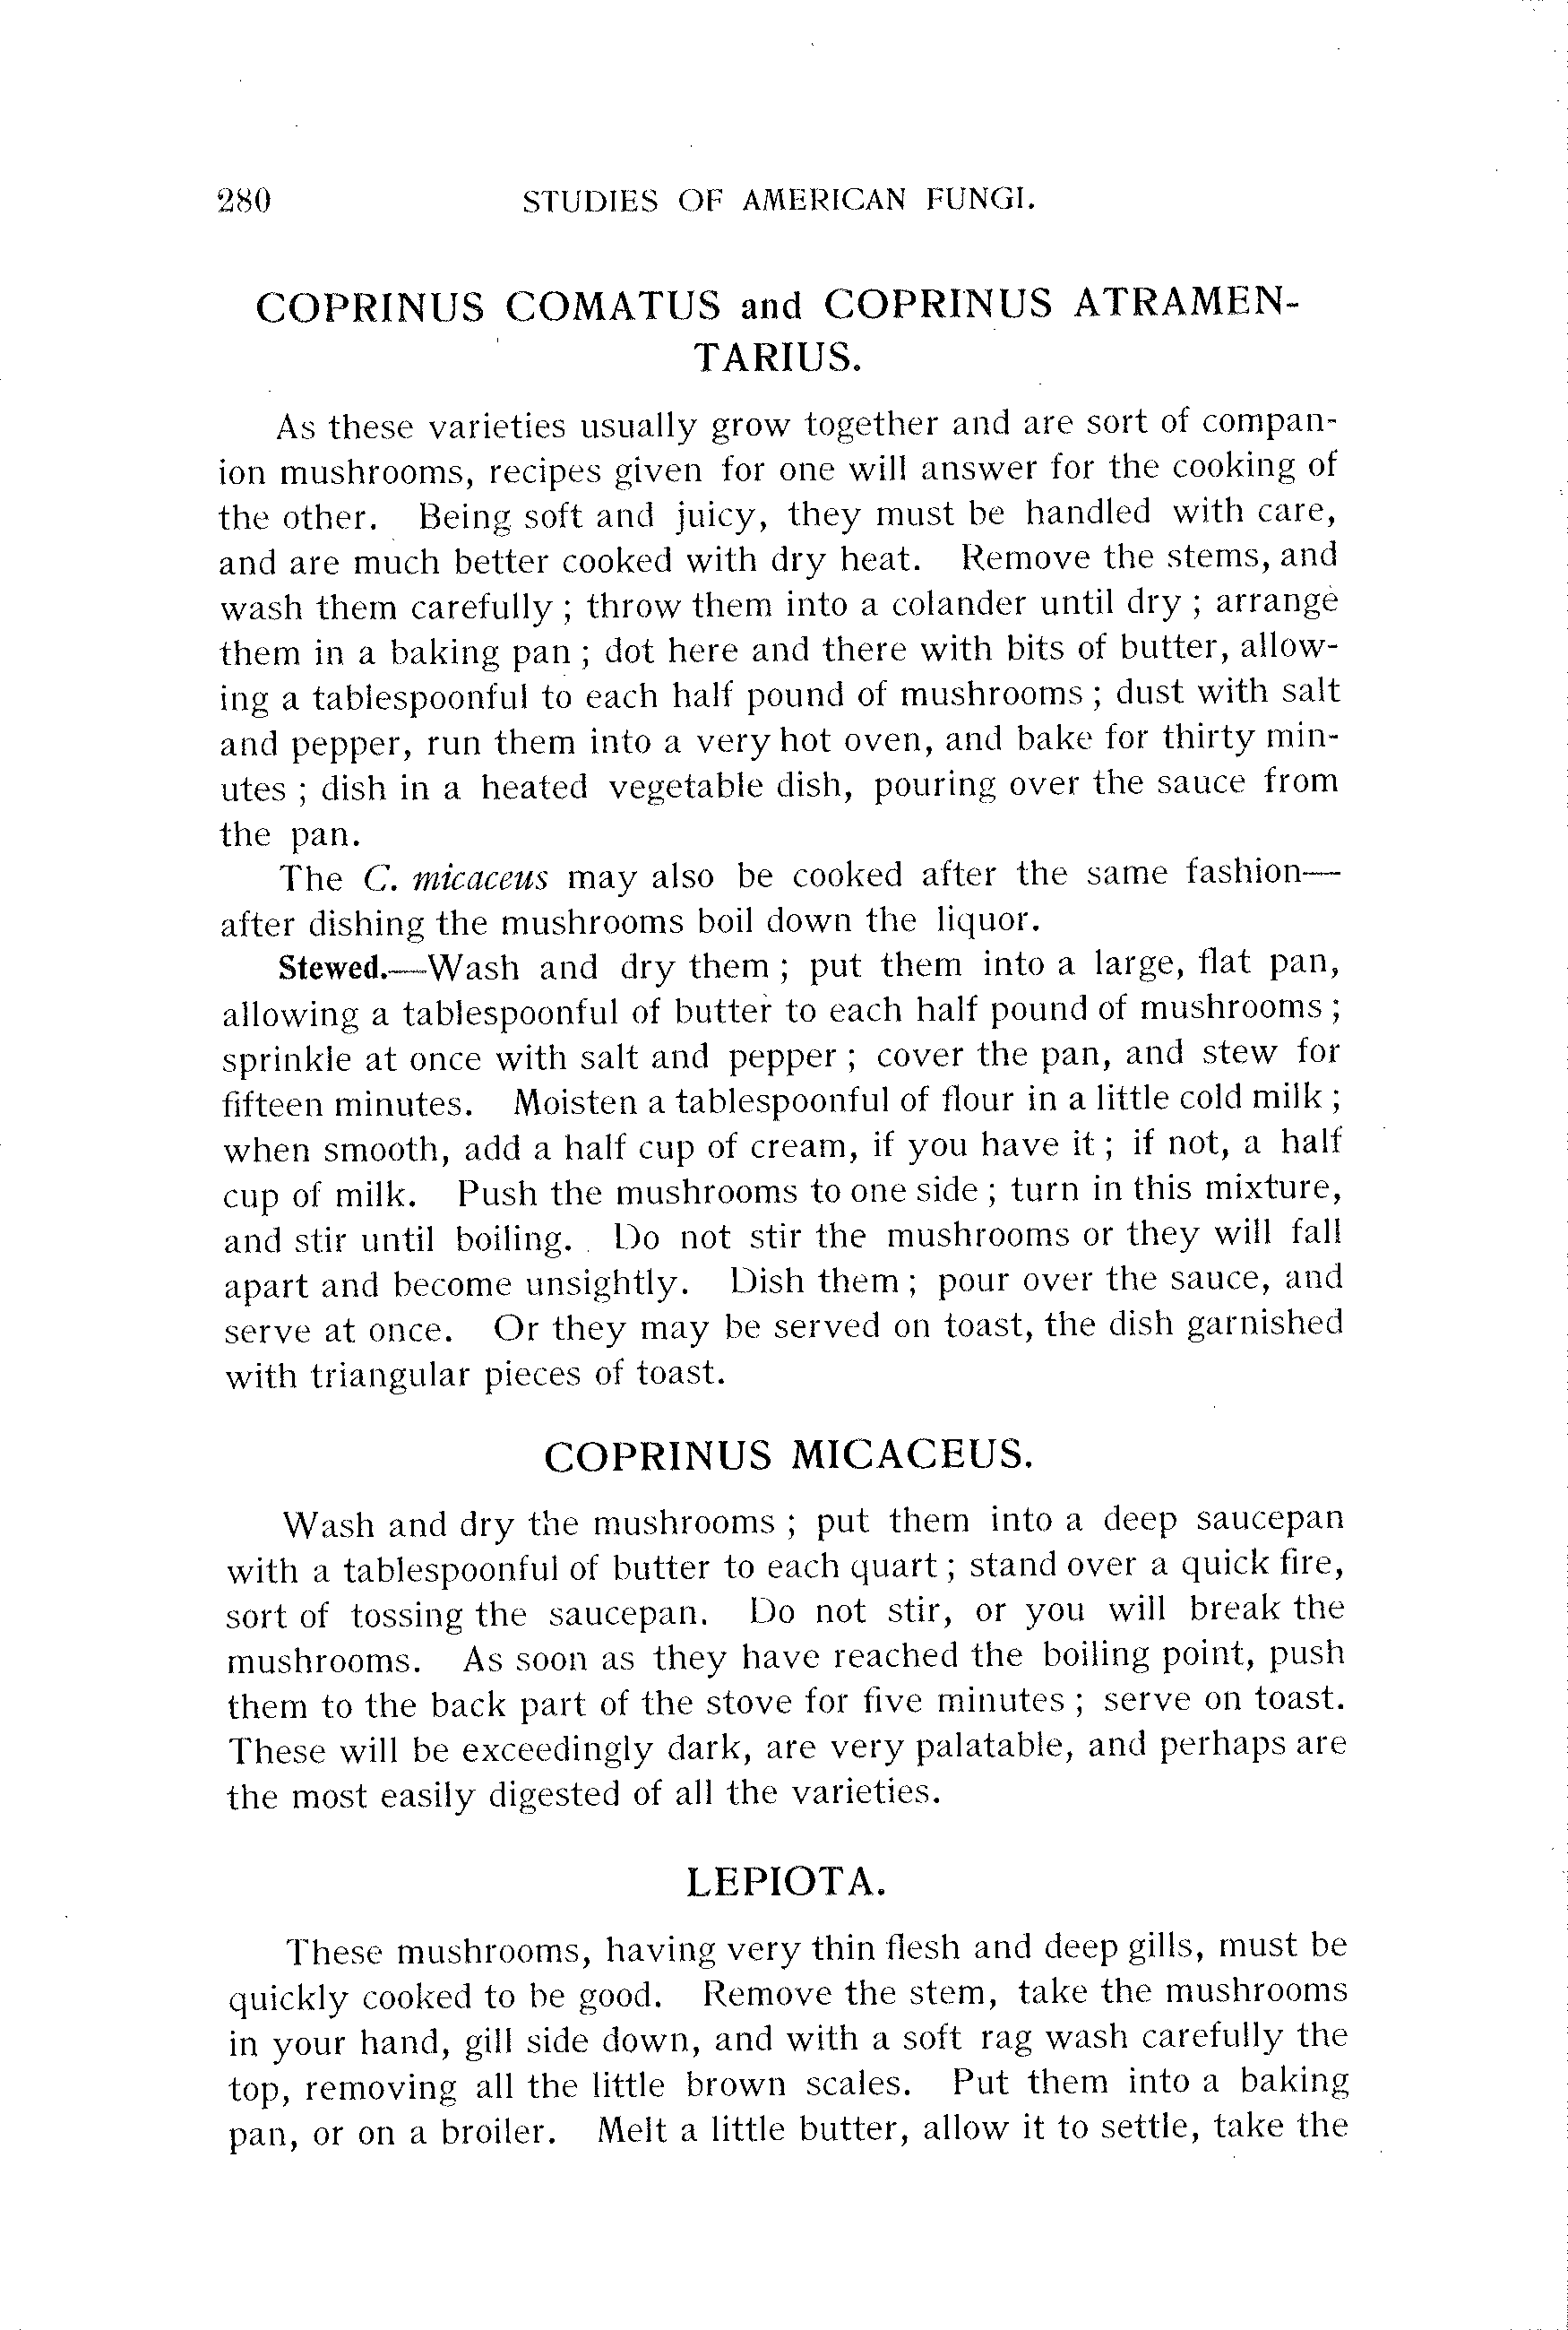 280 STUDIES OF AMERICAN FUNGI.
COPRINUS COMATUS and COPRINUS ATRAMEN-
TARIUS.
As these varieties usually grow together and are sort of compan-
ion mushrooms, recipes given for one will answer for the cooking of
the other. Being soft and juicy, they must be handled with care,
and are much better cooked with dry heat. Remove the stems, and
wash them carefully ; throw them into a colander until dry ; arrange
them in a baking pan ; dot here and there with bits of butter, allow-
ing a tablespoonful to each half pound of mushrooms ; dust with salt
and pepper, run them into a very hot oven, and bake for thirty min-
utes ; dish in a heated vegetable dish, pouring over the sauce from
the pan.
The C. micaceus may also be cooked after the same fashion—
after dishing the mushrooms boil down the liquor.
Stewed.—Wash and dry them ; put them into a large, flat pan,
allowing a tablespoonful of butter to each half pound of mushrooms ;
sprinkle at once with salt and pepper ; cover the pan, and stew for
fifteen minutes. Moisten a tablespoonful of flour in a little cold milk ;
when smooth, add a half cup of cream, if you have it ; if not, a half
cup of milk. Push the mushrooms to one side ; turn in this mixture,
and stir until boiling. Do not stir the mushrooms or they will fall
apart and become unsightly. Dish them ; pour over the sauce, and
serve at once. Or they may be served on toast, the dish garnished
with triangular pieces of toast.
COPRINUS MICACEUS.
Wash and dry the mushrooms ; put them into a deep saucepan
with a tablespoonful of butter to each quart ; stand over a quick fire,
sort of tossing the saucepan. Do not stir, or you will break the
mushrooms. As soon as they have reached the boiling point, push
them to the back part of the stove for five minutes ; serve on toast.
These will be exceedingly dark, are very palatable, and perhaps are
the most easily digested of all the varieties.
LEPIOTA.
These mushrooms, having very thin flesh and deep gills, must be
quickly cooked to be good. Remove the stem, take the mushrooms
in your hand, gill side down, and with a soft rag wash carefully the
top, removing all the little brown scales. Put them into a baking
pan, or on a broiler. Melt a little butter, allow it to settle, take the